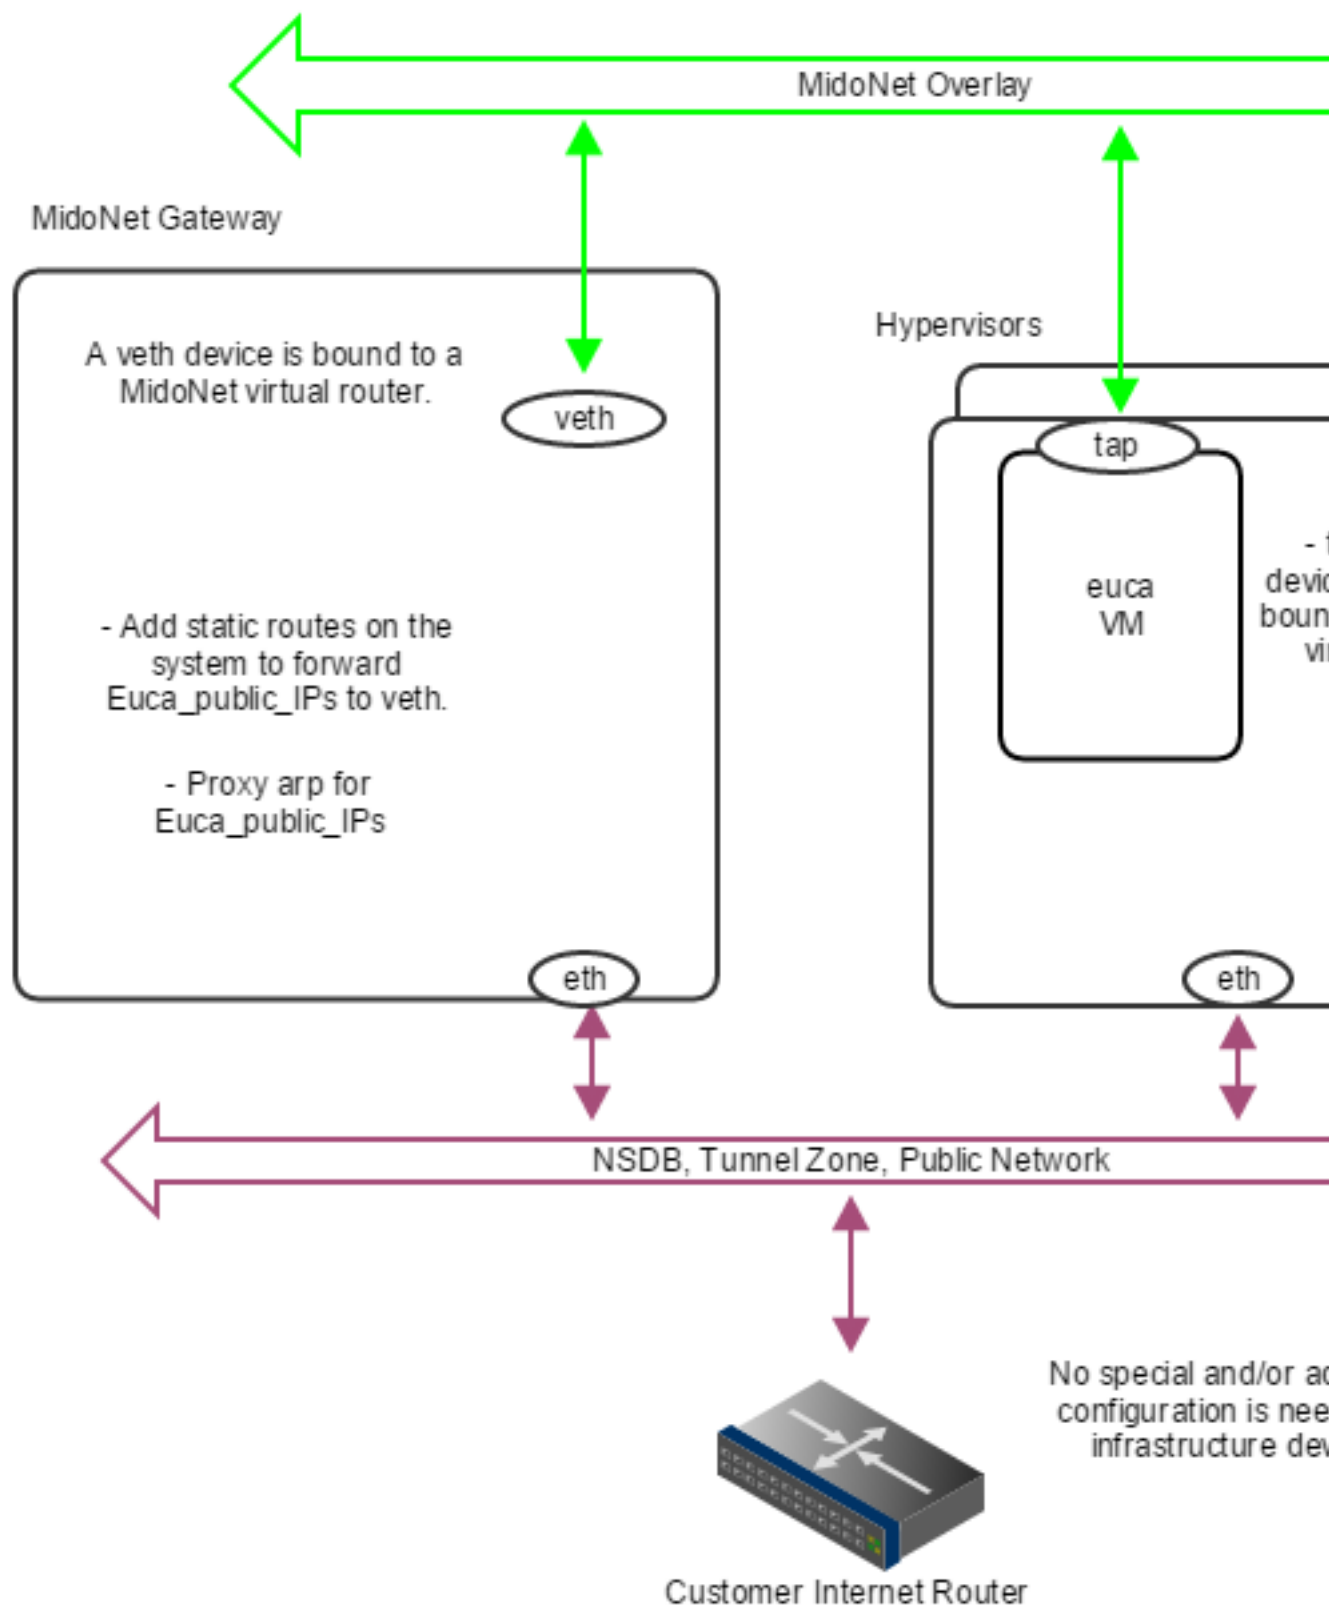 MidoNet Overlay
MidoNet Gateway
A veth device is bound to a
MidoNet virtual router.
veth
- Add static routes on the
system to forward
Euca_public_IPs to veth.
- Proxy arp for
Euca_public_IPs
eth
Hypervisors
tap
euca
VM
-
eth
NSDB, Tunnel Zone, Public Network
No special and/or
configuration is
infrastructure
Customer Internet Router